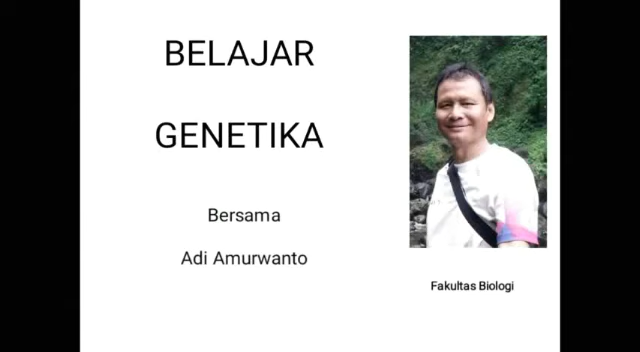 BELAJAR
GENETIKA
Bersama
Adi Amurwanto
Fakultas Biologi